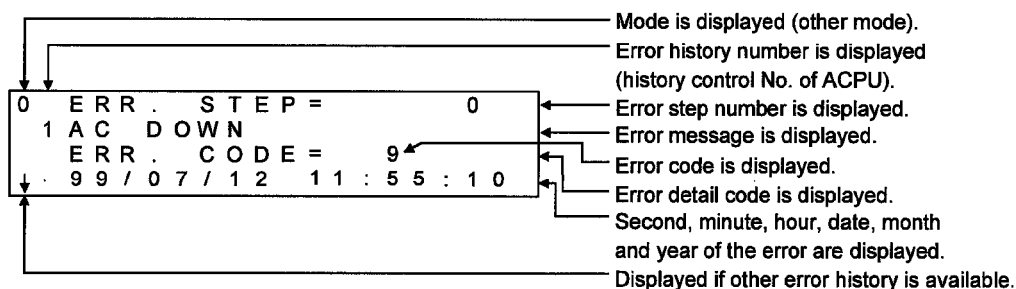 Mode is displayed (other mode).
Error history number is displayed
(history control No. of ACPU).
0 ERR. STEP= 0
Error step number is displayed.
1 AC DOWN
Error message is displayed.
ERR. CODE= 9
Error code is displayed.
Error detail code is displayed.
↓ 99/07/12 11:55:10
Second, minute, hour, date, month
and year of the error are displayed.
Displayed if other error history is available.